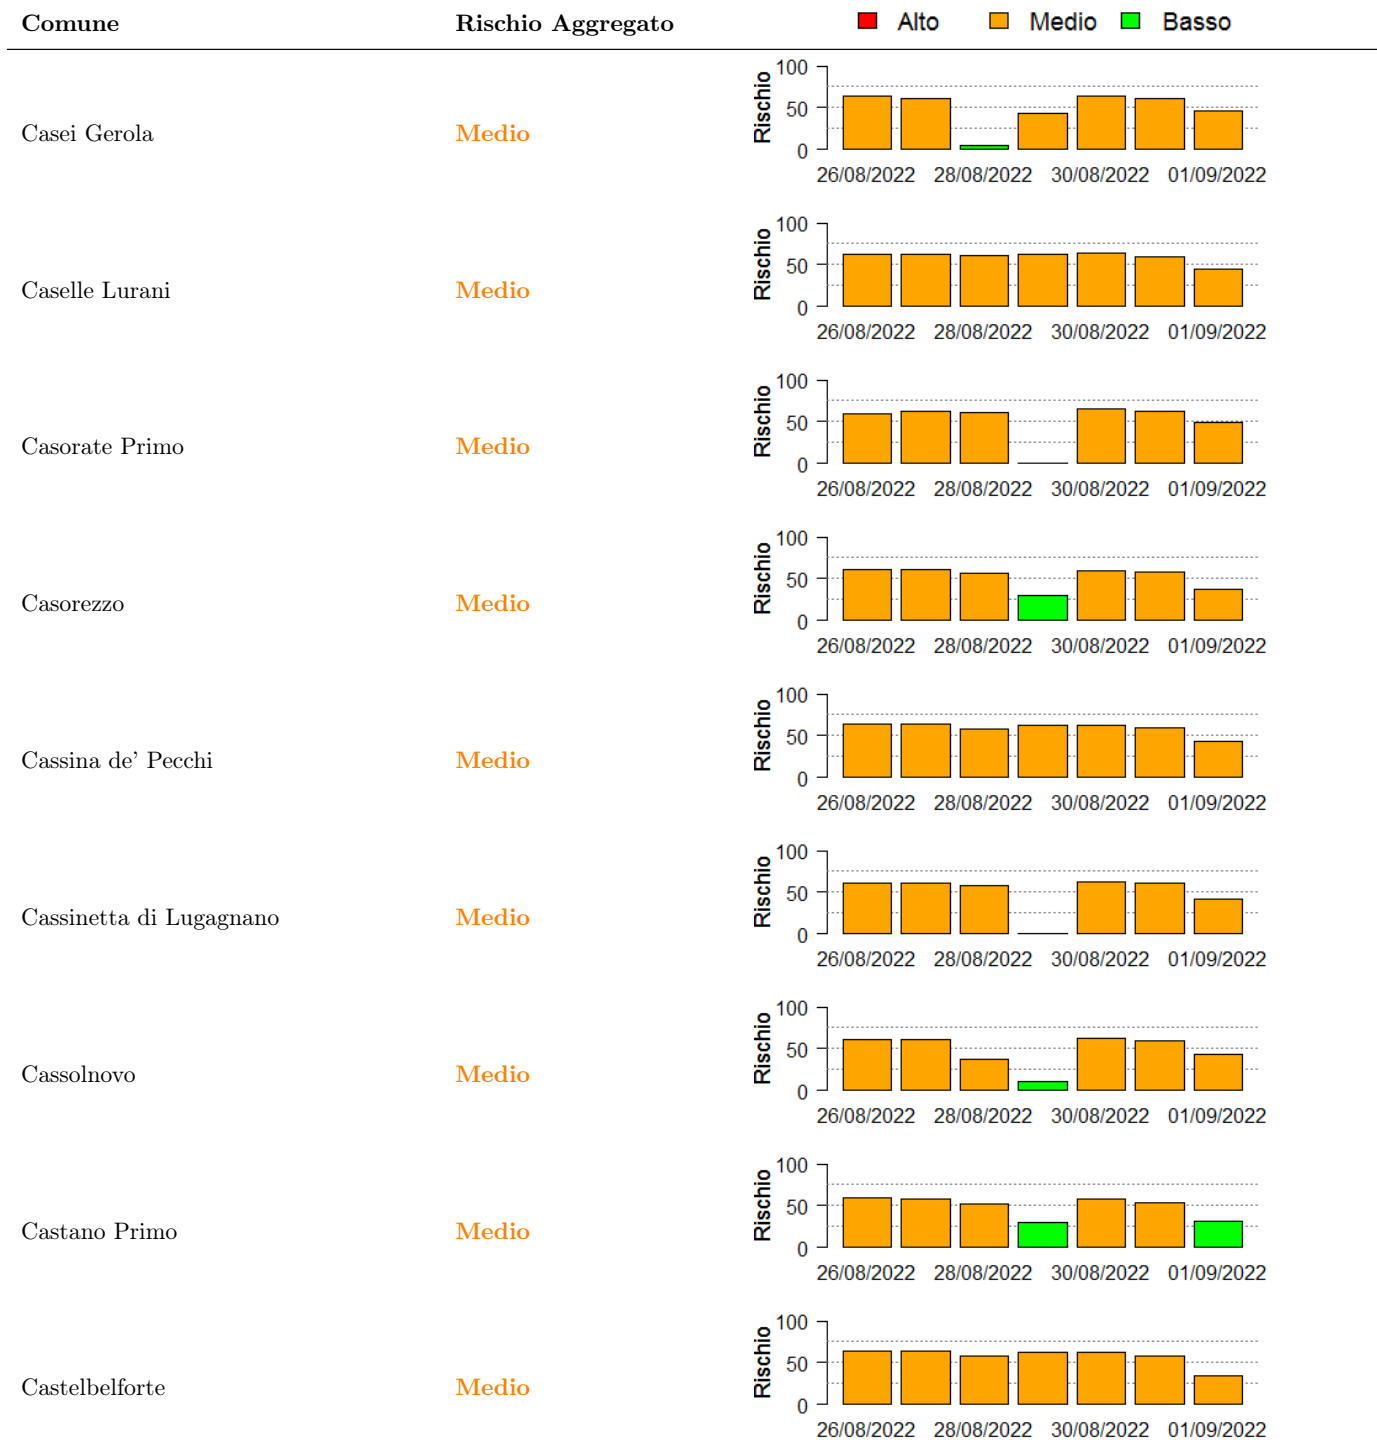 Comune Rischio Aggregato Alto Medio Basso
Casei Gerola Medio Rischio 100 50 0
26/08/2022 28/08/2022 30/08/2022 01/09/2022
Caselle Lurani Medio Rischio 100 50 0
26/08/2022 28/08/2022 30/08/2022 01/09/2022
Casorate Primo Medio Rischio 100 50 0
26/08/2022 28/08/2022 30/08/2022 01/09/2022
Casorezzo Medio Rischio 100 50 0
26/08/2022 28/08/2022 30/08/2022 01/09/2022
Cassina de' Pecchi Medio Rischio 100 50 0
26/08/2022 28/08/2022 30/08/2022 01/09/2022
Cassinetta di Lugagnano Medio Rischio 100 50 0
26/08/2022 28/08/2022 30/08/2022 01/09/2022
Cassolnovo Medio Rischio 100 50 0
26/08/2022 28/08/2022 30/08/2022 01/09/2022
Castano Primo Medio Rischio 100 50 0
26/08/2022 28/08/2022 30/08/2022 01/09/2022
Castelbelforte Medio Rischio 100 50 0
26/08/2022 28/08/2022 30/08/2022 01/09/2022